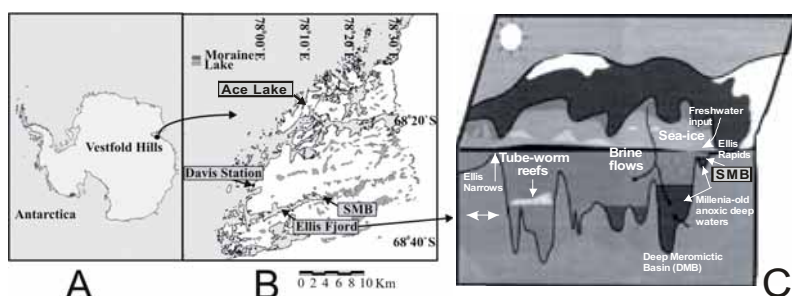 Vestfold Hills
Antarctica
A
78°00'E
78°10'E
78°20'E
78°30'E
Moraine
Lake
Ace Lake
68°20'S
Davis Station
SMB
Ellis Fjord
68°40'S
B
0 2 4 6 8 10 Km
Freshwater
input
Sea-ice
Ellis
Rapids
Brine
flows
Tube-worm
reefs
SMB
Ellis
Narrows
Millenia-old
anoxic deep
waters
Deep Meromictic
Basin (DMB)
C